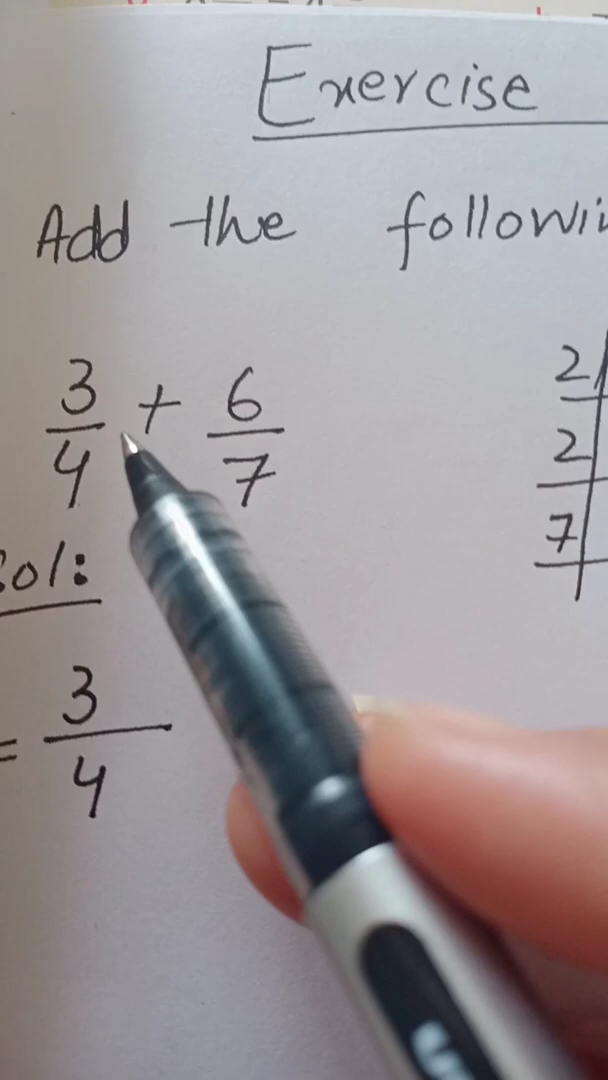 Exercise
Add the followi
3/4 + 6/7
2
2
7
Sol:
= 3/4